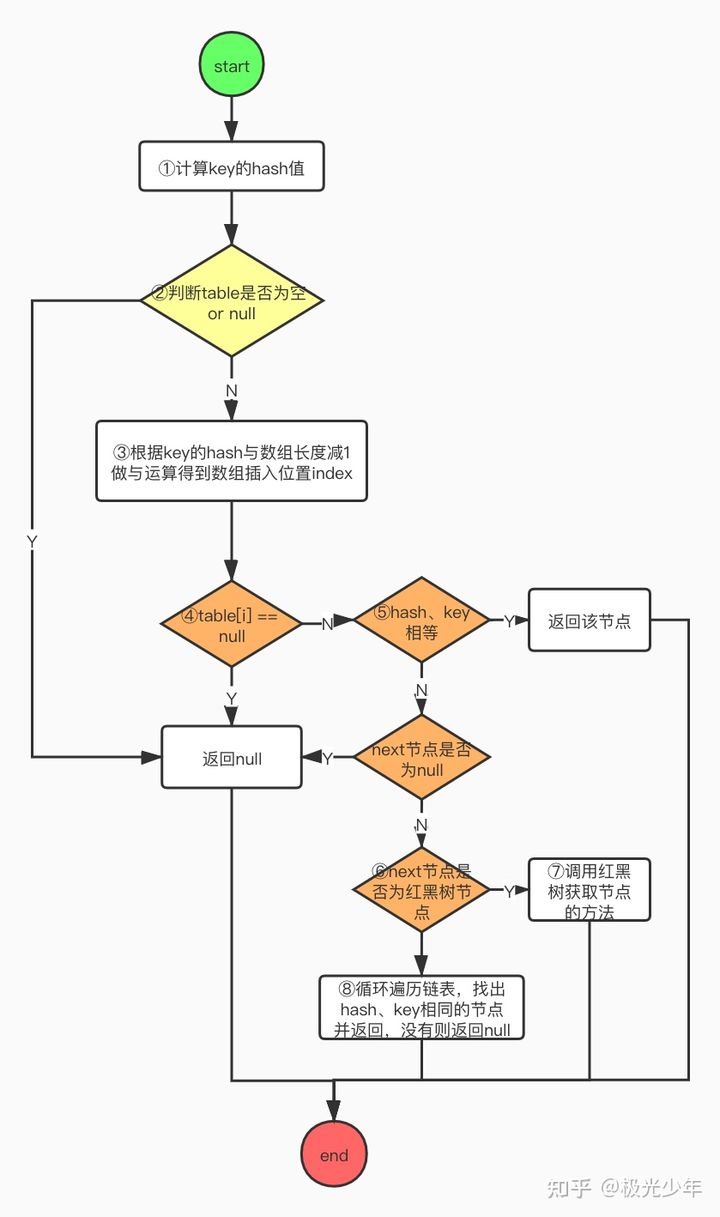 start
①计算key的hash值
②判断table是否为空
or null
N
③根据key的hash与数组长度减1
做与运算得到数组插入位置index
Y
④table[i] ==
null
N
⑤hash、key
相等
Y
返回该节点
Y
N
返回null
Y
next节点是否
为null
N
⑥next节点是
否为红黑树节
点
Y
⑦调用红黑
树获取节点
的方法
⑧循环遍历链表，找出
hash、key相同的节点
并返回，没有则返回null
end
知乎 @极光少年